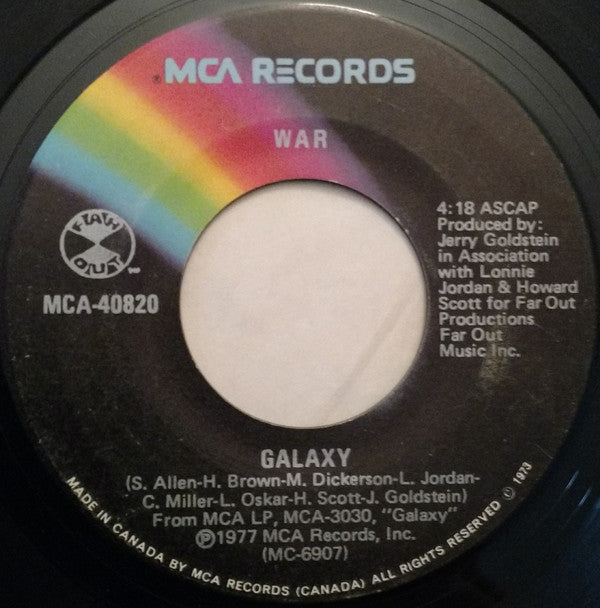 ®MCA RECORDS
WAR
FAR
OUT
MCA-40820
4:18 ASCAP
Produced by:
Jerry Goldstein
in Association
with Lonnie
Jordan & Howard
Scott for Far Out
Productions
Far Out
Music Inc.
GALAXY
(S. Allen-H. Brown-M. Dickerson-L. Jordan-
C. Miller-L. Oskar-H. Scott-J. Goldstein)
From MCA LP, MCA-3030, "Galaxy"
℗1977 MCA Records, Inc.
(MC-6907)
MADE IN CANADA BY MCA RECORDS (CANADA) ALL RIGHTS RESERVED © 1973